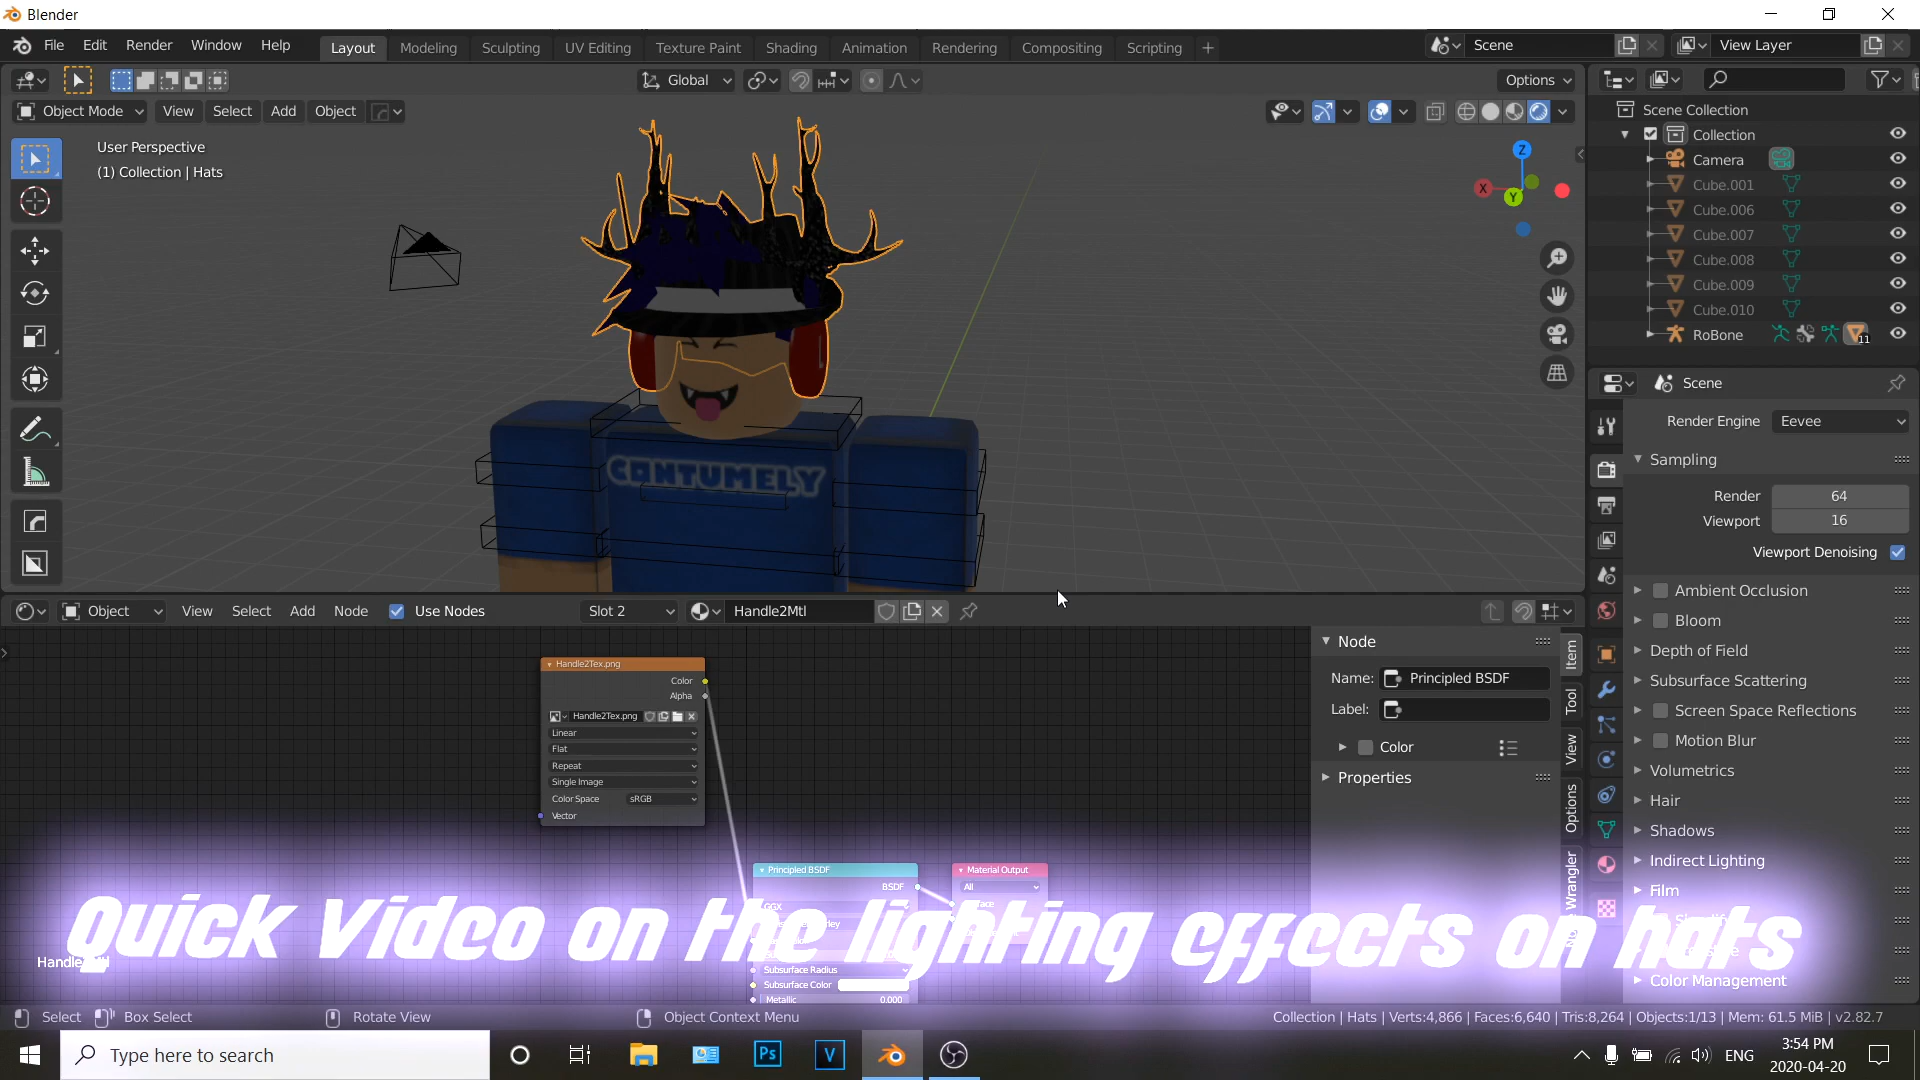 Blender
File Edit Render Window Help Layout Modeling Sculpting UV Editing Texture Paint Shading Animation Rendering Compositing Scripting + Scene View Layer
Global Options
Object Mode View Select Add Object
User Perspective
(1) Collection | Hats
Z
X
Y
CONTUMELY
Scene Collection
Collection
Camera
Cube.001
Cube.006
Cube.007
Cube.008
Cube.009
Cube.010
RoBone 11
Scene
Render Engine Eevee
Sampling
Render 64
Viewport 16
Viewport Denoising
Ambient Occlusion
Bloom
Depth of Field
Subsurface Scattering
Screen Space Reflections
Motion Blur
Volumetrics
Hair
Shadows
Indirect Lighting
Film
Color Management
Object View Select Add Node Use Nodes Slot 2 Handle2Mtl
Handle2Tex.png
Color
Alpha
Handle2Tex.png
Linear
Flat
Repeat
Single Image
Color Space sRGB
Vector
Principled BSDF
BSDF
GGX
Subsurface Radius
Subsurface Color
Metallic 0.000
Material Output
All
Node
Name: Principled BSDF
Label:
Color
Properties
Item
Tool
View
Options
Wrangler
Quick Video on the lighting effects on hats
Select Box Select Rotate View Object Context Menu Collection | Hats | Verts:4,866 | Faces:6,640 | Tris:8,264 | Objects:1/13 | Mem: 61.5 MiB | v2.82.7
Type here to search Ps V ENG
3:54 PM
2020-04-20